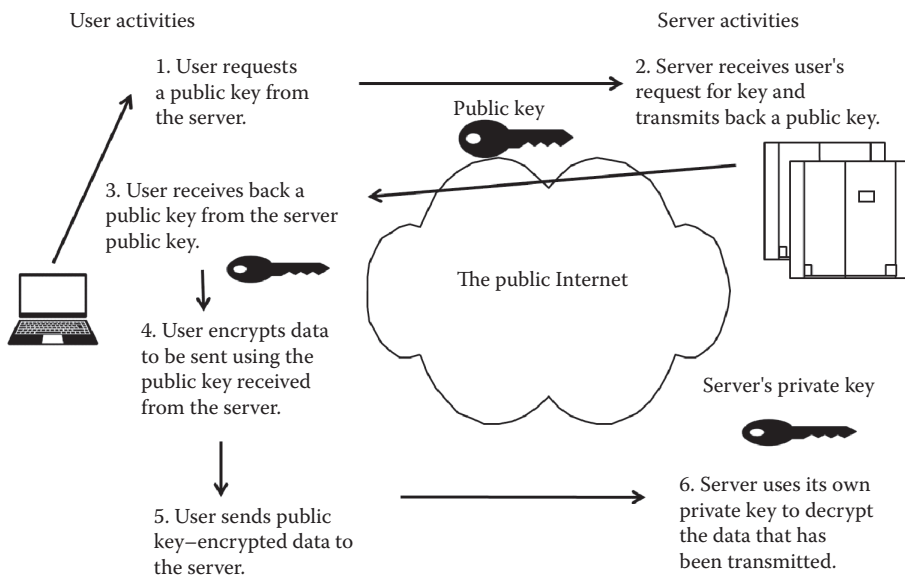 User activities
Server activities
1. User requests
a public key from
the server.
2. Server receives user's
request for key and
transmits back a public key.
Public key
3. User receives back a
public key from the server
public key.
The public Internet
4. User encrypts data
to be sent using the
public key received
from the server.
Server's private key
5. User sends public
key–encrypted data to
the server.
6. Server uses its own
private key to decrypt
the data that has
been transmitted.